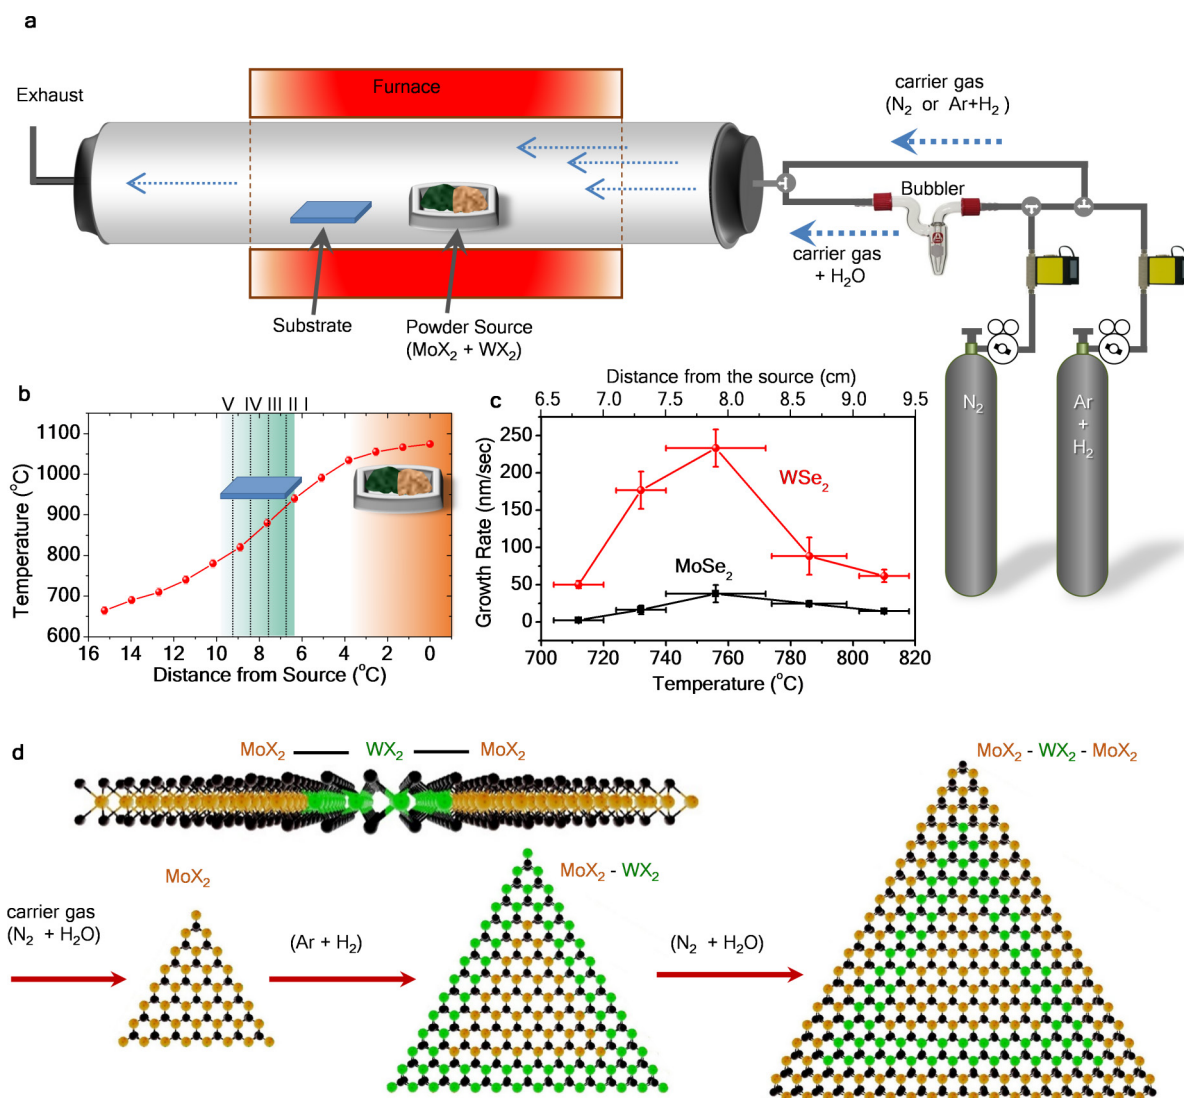 a
Exhaust
Furnace
carrier gas
(N₂ or Ar+H₂)
Bubbler
carrier gas
+ H₂O
Substrate
Powder Source
(MoX₂ + WX₂)
N₂
Ar
+
H₂
b
V IV III II I
1100
1000
900
800
700
600
Temperature (°C)
16 14 12 10 8 6 4 2 0
Distance from Source (°C)
c
Distance from the source (cm)
6.5 7.0 7.5 8.0 8.5 9.0 9.5
250
200
150
100
50
0
Growth Rate (nm/sec)
WSe₂
MoSe₂
700 720 740 760 780 800 820
Temperature (°C)
d
MoX₂ WX₂ MoX₂
MoX₂ - WX₂ - MoX₂
MoX₂
MoX₂ - WX₂
carrier gas
(N₂ + H₂O)
(Ar + H₂)
(N₂ + H₂O)